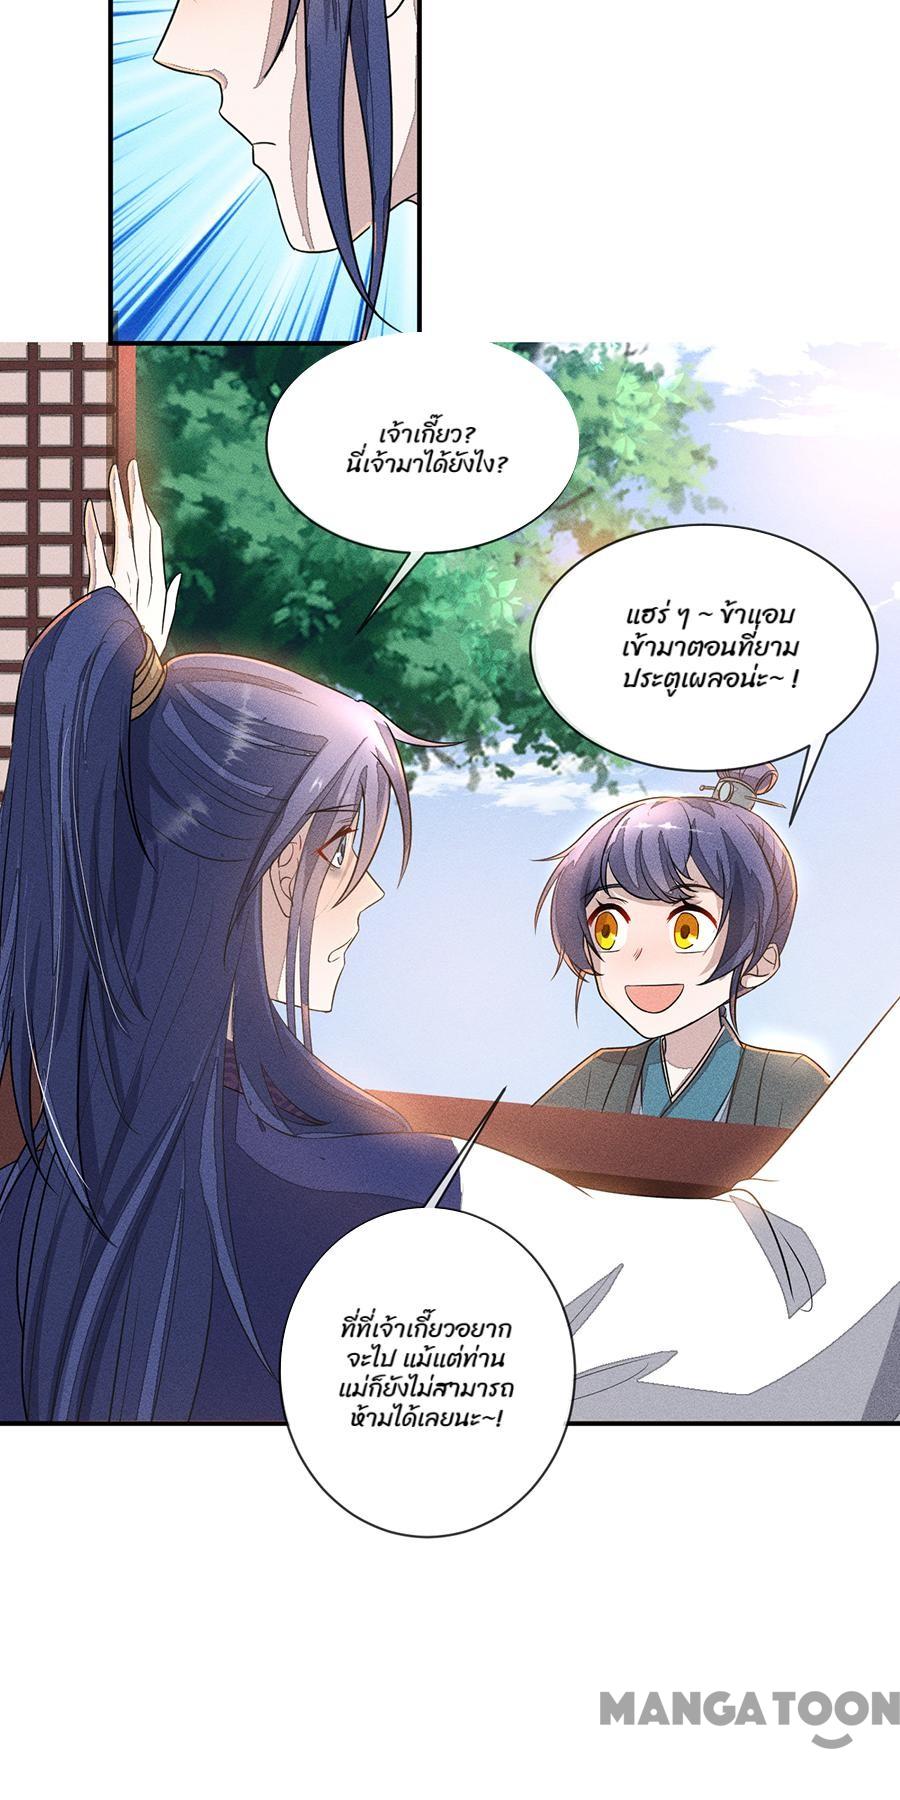 เจ้าเกี๊ยว?
นี่เจ้ามาได้ยังไง?
แฮร่ ๆ ~ ข้าแอบ
เข้ามาตอนที่ยาม
ประตูเผลอน่ะ~ !
ที่ที่เจ้าเกี๊ยวอยาก
จะไป แม้แต่ท่าน
แม่ก็ยังไม่สามารถ
ห้ามได้เลยนะ~!
MANGATOON